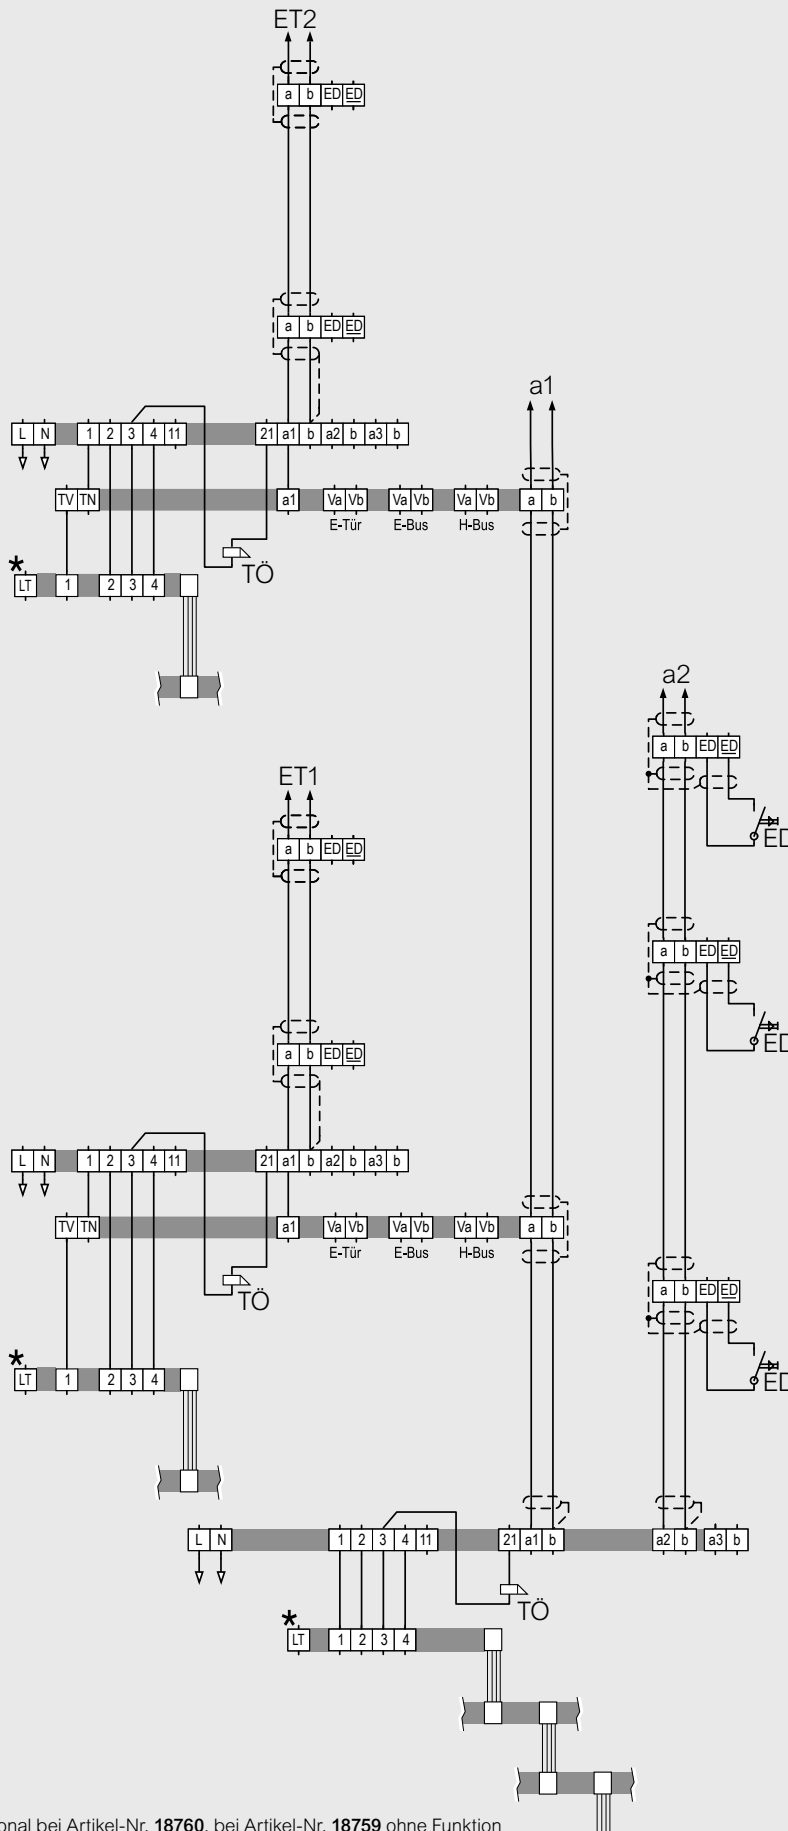 ET2
a b ED ED
a b ED ED
a1
L N 1 2 3 4 11 21 a1 b a2 b a3 b
TV TN a1 Va Vb Va Vb Va Vb a b
E-Tür E-Bus H-Bus
TÖ
*
LT 1 2 3 4
a2
a b ED ED
ED
ET1
a b ED ED
a b ED ED
ED
a b ED ED
L N 1 2 3 4 11 21 a1 b a2 b a3 b
TV TN a1 Va Vb Va Vb Va Vb a b
E-Tür E-Bus H-Bus
a b ED ED
TÖ
*
LT 1 2 3 4
ED
L N 1 2 3 4 11 21 a1 b a2 b a3 b
TÖ
*
LT 1 2 3 4
onal bei Artikel-Nr. 18760, bei Artikel-Nr. 18759 ohne Funktion